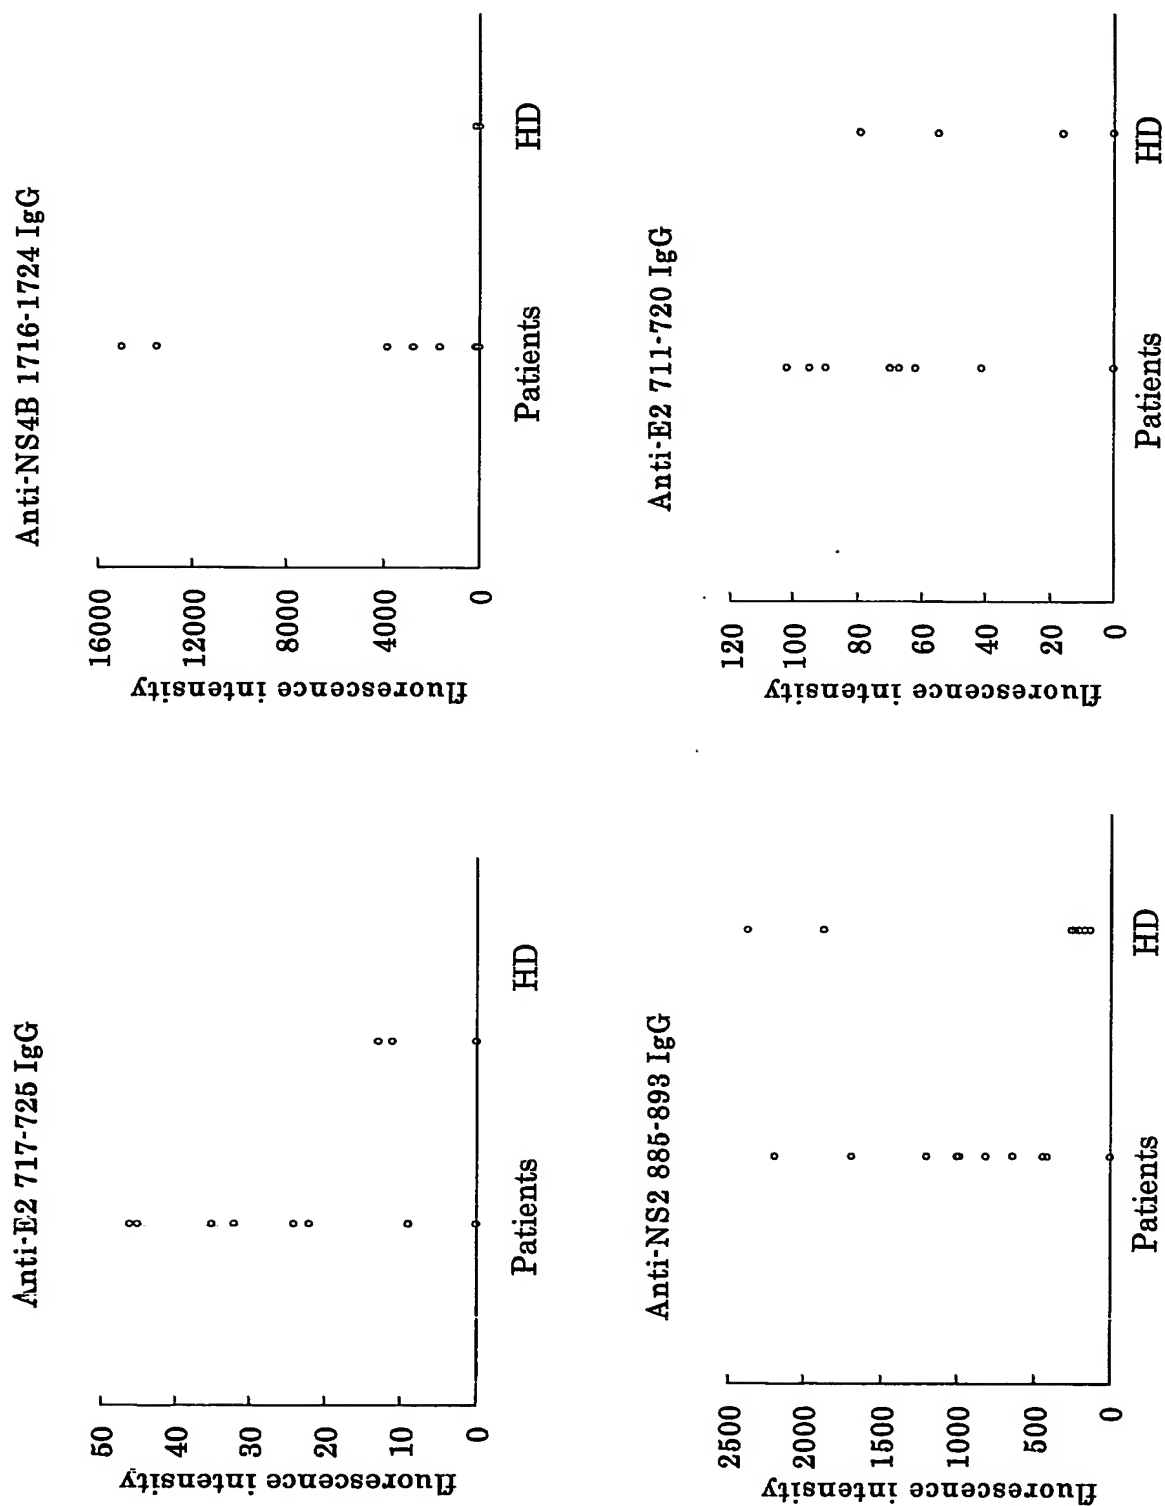 Anti-E2 717-725 IgG
fluorescence intensity
50
40
30
20
10
0
Patients
HD
Anti-NS4B 1716-1724 IgG
fluorescence intensity
16000
12000
8000
4000
0
Patients
HD
Anti-NS2 885-893 IgG
fluorescence intensity
2500
2000
1500
1000
500
0
Patients
HD
Anti-E2 711-720 IgG
fluorescence intensity
120
100
80
60
40
20
0
Patients
HD